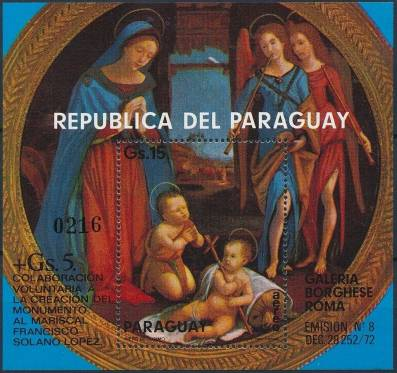 REPUBLICA DEL PARAGUAY
Gs.15
0216
+Gs. 5
COLABORACION
VOLUNTARIA A
LA CREACION DEL
MONUMENTO
AL MARISCAL
FRANCISCO
SOLANO LOPEZ
PARAGUAY
GALERIA
BORGHESE
ROMA
EMISION N° 8
DEC. 28252/72